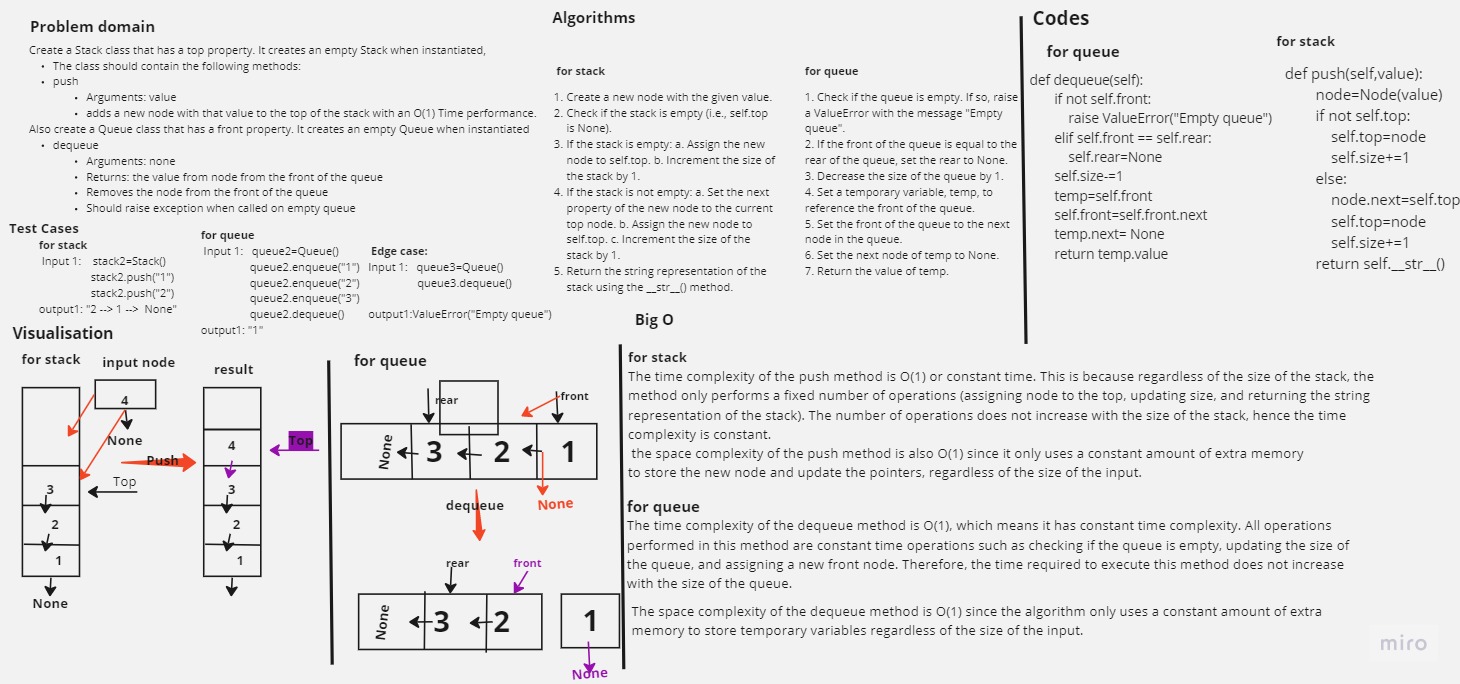 Problem domain
Create a Stack class that has a top property. It creates an empty Stack when instantiated,
• The class should contain the following methods:
• push
• Arguments: value
• adds a new node with that value to the top of the stack with an O(1) Time performance.
Also create a Queue class that has a front property. It creates an empty Queue when instantiated
• dequeue
• Arguments: none
• Returns: the value from node from the front of the queue
• Removes the node from the front of the queue
• Should raise exception when called on empty queue
Test Cases
for stack
Input 1: stack2=Stack()
stack2.push("1")
stack2.push("2")
output1: "2 --> 1 --> None"
for queue
Input 1: queue2=Queue()
queue2.enqueue("1")
queue2.enqueue("2")
queue2.enqueue("3")
queue2.dequeue()
output1: "1"
Edge case:
Input 1: queue3=Queue()
queue3.dequeue()
output1:ValueError("Empty queue")
Algorithms
for stack
1. Create a new node with the given value.
2. Check if the stack is empty (i.e., self.top
is None).
3. If the stack is empty: a. Assign the new
node to self.top. b. Increment the size of
the stack by 1.
4. If the stack is not empty: a. Set the next
property of the new node to the current
top node. b. Assign the new node to
self.top. c. Increment the size of the
stack by 1.
5. Return the string representation of the
stack using the __str__() method.
for queue
1. Check if the queue is empty. If so, raise
a ValueError with the message "Empty
queue".
2. If the front of the queue is equal to the
rear of the queue, set the rear to None.
3. Decrease the size of the queue by 1.
4. Set a temporary variable, temp, to
reference the front of the queue.
5. Set the front of the queue to the next
node in the queue.
6. Set the next node of temp to None.
7. Return the value of temp.
Codes
for queue
def dequeue(self):
if not self.front:
raise ValueError("Empty queue")
elif self.front == self.rear:
self.rear=None
self.size-=1
temp=self.front
self.front=self.front.next
temp.next= None
return temp.value
for stack
def push(self,value):
node=Node(value)
if not self.top:
self.top=node
self.size+=1
else:
node.next=self.top
self.top=node
self.size+=1
return self.__str__()
Visualisation
for stack
input node
result
4
None
Push
Top
3
2
1
None
4
3
2
1
Top
for queue
rear
front
None
3
2
1
dequeue
None
rear
front
None
3
2
1
None
Big O
for stack
The time complexity of the push method is O(1) or constant time. This is because regardless of the size of the stack, the
method only performs a fixed number of operations (assigning node to the top, updating size, and returning the string
representation of the stack). The number of operations does not increase with the size of the stack, hence the time
complexity is constant.
the space complexity of the push method is also O(1) since it only uses a constant amount of extra memory
to store the new node and update the pointers, regardless of the size of the input.
for queue
The time complexity of the dequeue method is O(1), which means it has constant time complexity. All operations
performed in this method are constant time operations such as checking if the queue is empty, updating the size of
the queue, and assigning a new front node. Therefore, the time required to execute this method does not increase
with the size of the queue.
The space complexity of the dequeue method is O(1) since the algorithm only uses a constant amount of extra
memory to store temporary variables regardless of the size of the input.
miro